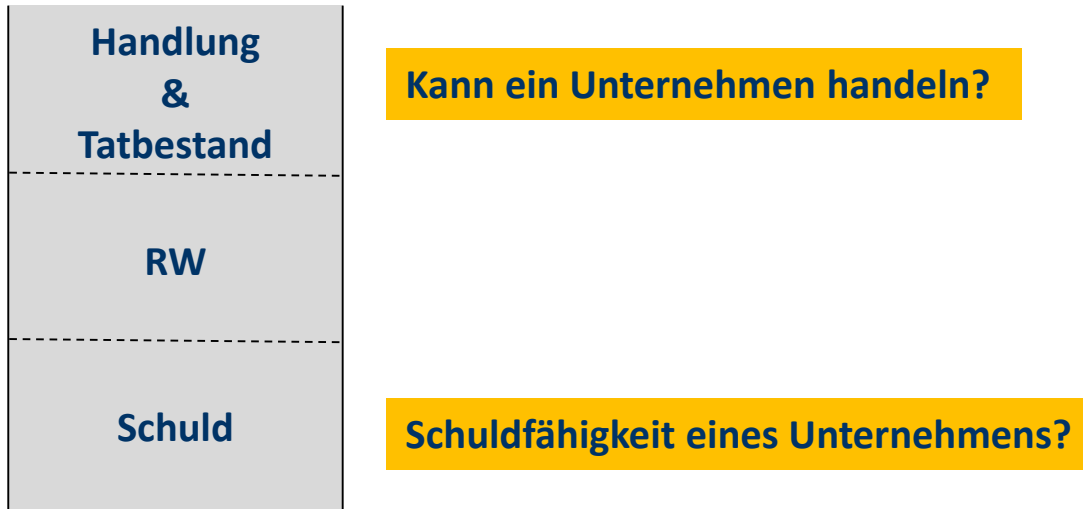 Handlung
&
Tatbestand
Kann ein Unternehmen handeln?
RW
Schuld
Schuldfähigkeit eines Unternehmens?